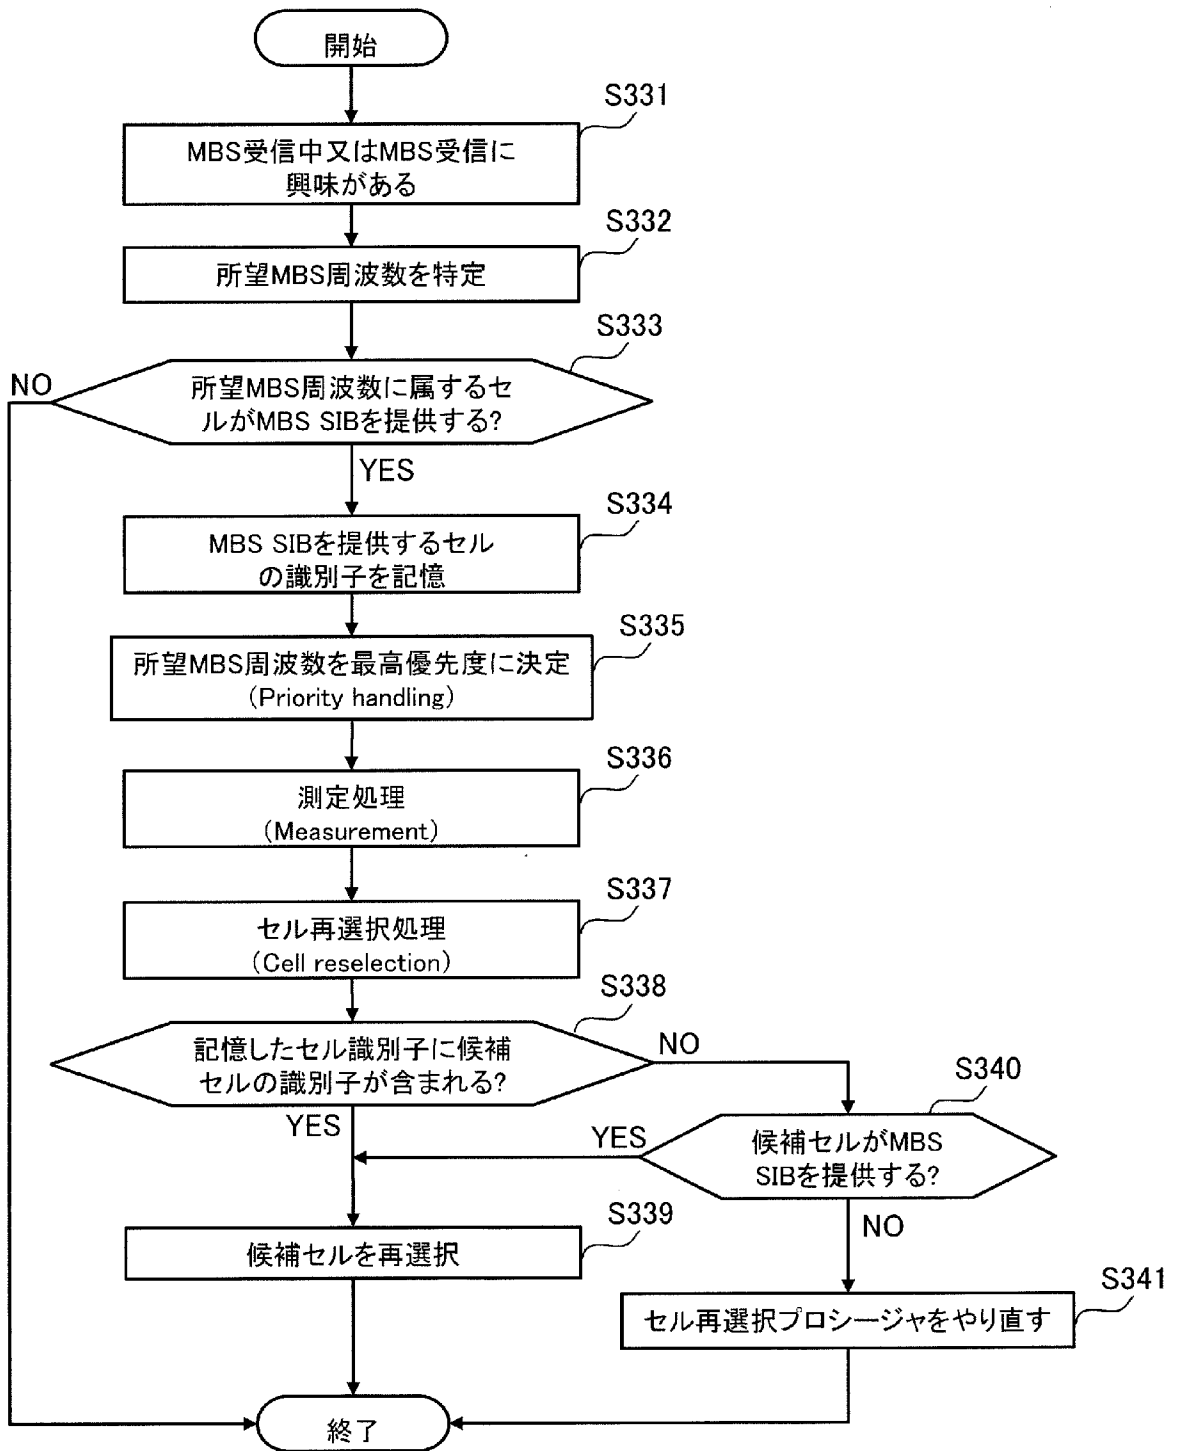 開始
S331
MBS受信中又はMBS受信に
興味がある
S332
所望MBS周波数を特定
S333
NO
所望MBS周波数に属するセ
ルがMBS SIBを提供する?
YES
S334
MBS SIBを提供するセル
の識別子を記憶
S335
所望MBS周波数を最高優先度に決定
(Priority handling)
S336
測定処理
(Measurement)
S337
セル再選択処理
(Cell reselection)
S338
記憶したセル識別子に候補
セルの識別子が含まれる?
NO
YES
S340
候補セルがMBS
SIBを提供する?
YES
NO
S339
候補セルを再選択
S341
セル再選択プロシージャをやり直す
終了